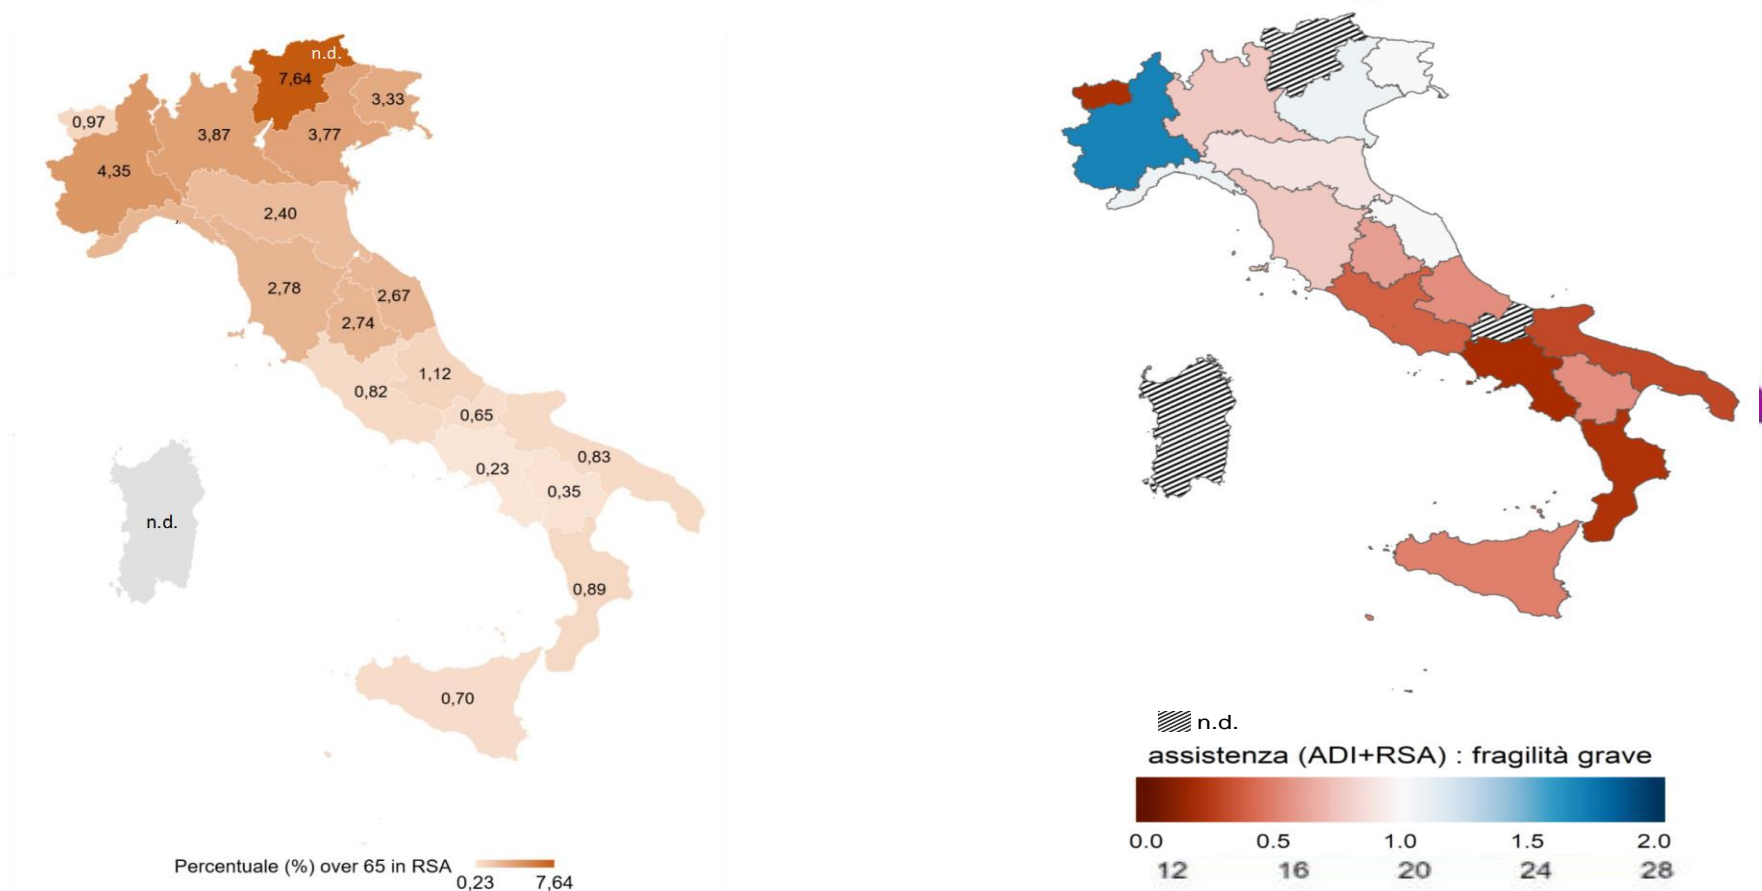 n.d.
7,64
3,33
0,97
3,87
3,77
4,35
2,40
2,78
2,67
2,74
1,12
0,82
0,65
0,83
0,23
0,35
n.d.
0,89
0,70
Percentuale (%) over 65 in RSA
0,23 7,64
n.d.
assistenza (ADI+RSA) : fragilità grave
0.0 0.5 1.0 1.5 2.0
12 16 20 24 28